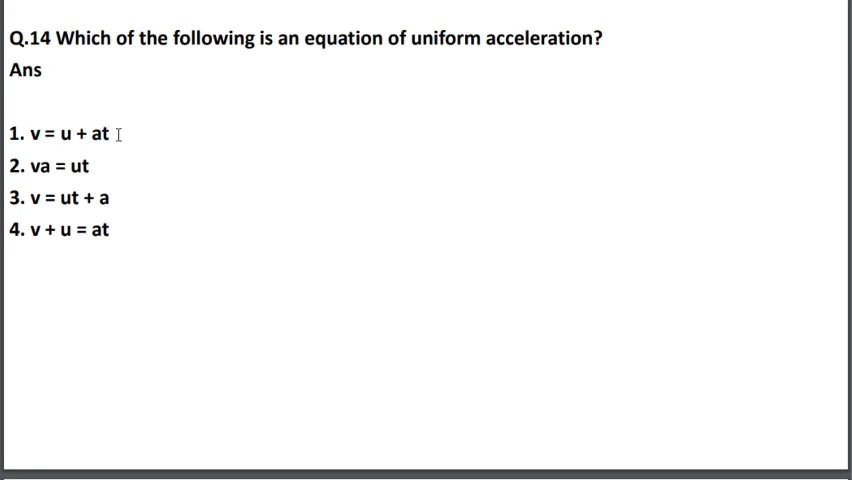 Q.14 Which of the following is an equation of uniform acceleration?
Ans
1. v = u + at
2. va = ut
3. v = ut + a
4. v + u = at